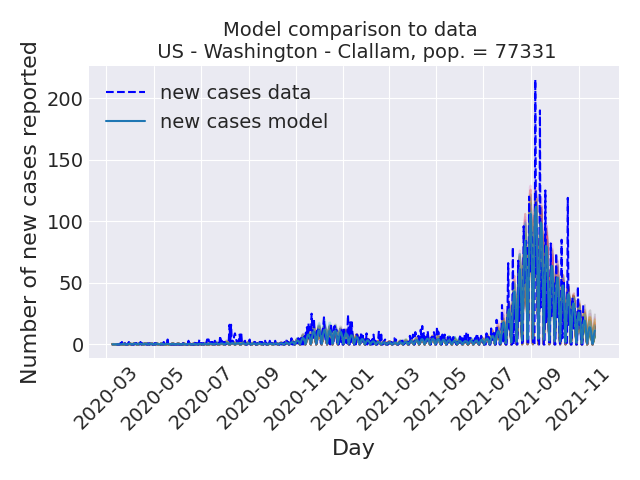 Model comparison to data
US - Washington - Clallam, pop. = 77331
Number of new cases reported
200
150
100
50
0
new cases data
new cases model
2020-03
2020-05
2020-07
2020-09
2020-11
2021-01
2021-03
2021-05
2021-07
2021-09
2021-11
Day